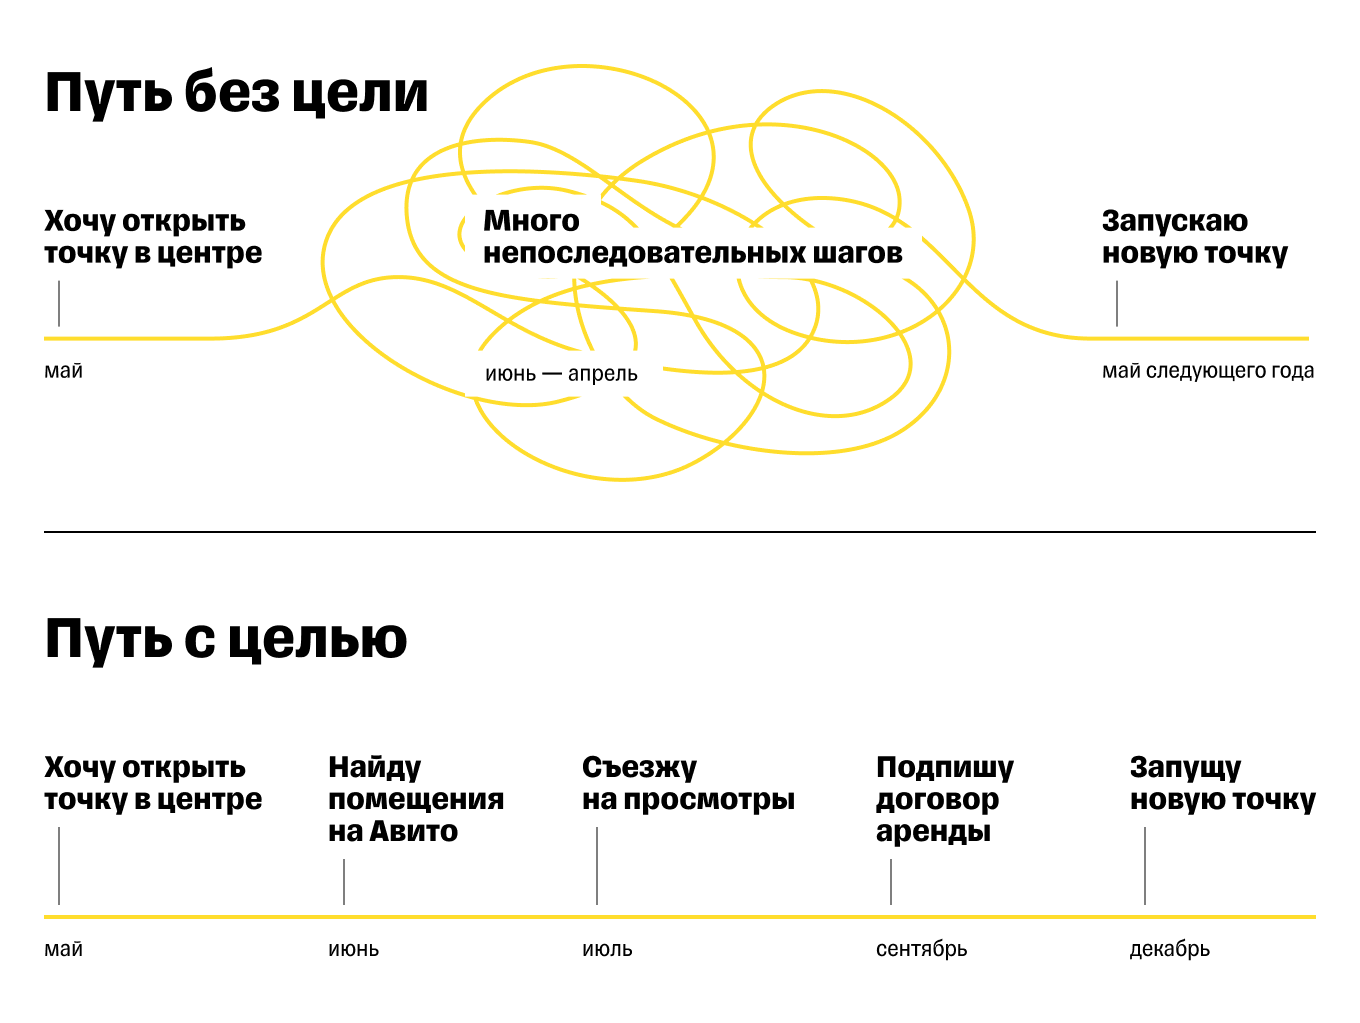 Путь без цели
Хочу открыть
точку в центре
май
Много
непоследовательных шагов
июнь — апрель
Запускаю
новую точку
май следующего года
Путь с целью
Хочу открыть
точку в центре
май
Найду
помещения
на Авито
июнь
Съезжу
на просмотры
июль
Подпишу
договор
аренды
сентябрь
Запущу
новую точку
декабрь